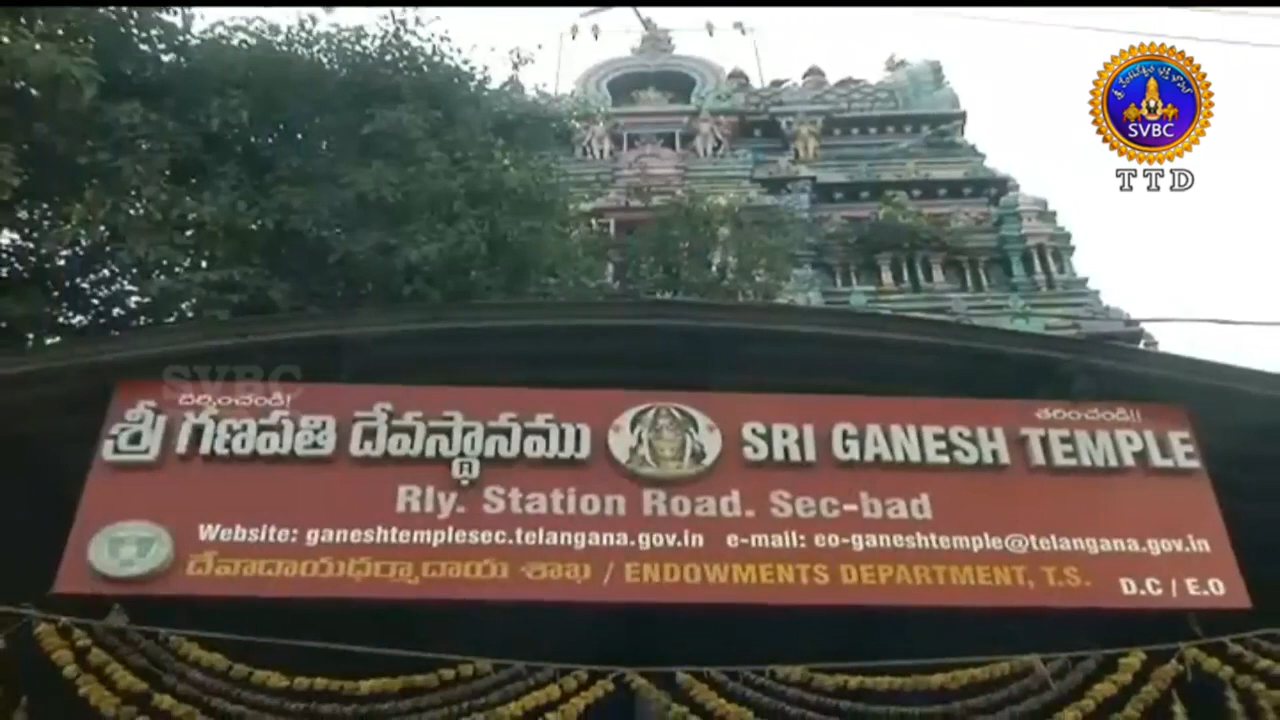 SVBC
TTD
SVBC
దర్శించండి!
తరించండి!!
శ్రీ గణపతి దేవస్థానము SRI GANESH TEMPLE
Rly. Station Road. Sec-bad
Website: ganeshtemplesec.telangana.gov.in e-mail: eo-ganeshtemple@telangana.gov.in
దేవాదాయధర్మాదాయ శాఖ / ENDOWMENTS DEPARTMENT, T.S.
D.C / E.O